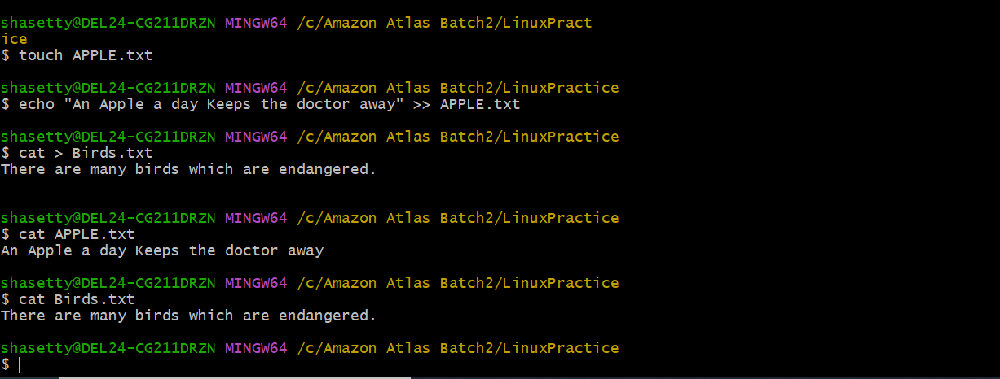 shasetty@DEL24-CG211DRZN MINGW64 /c/Amazon Atlas Batch2/LinuxPract
ice
$ touch APPLE.txt
shasetty@DEL24-CG211DRZN MINGW64 /c/Amazon Atlas Batch2/LinuxPractice
$ echo "An Apple a day Keeps the doctor away" >> APPLE.txt
shasetty@DEL24-CG211DRZN MINGW64 /c/Amazon Atlas Batch2/LinuxPractice
$ cat > Birds.txt
There are many birds which are endangered.
shasetty@DEL24-CG211DRZN MINGW64 /c/Amazon Atlas Batch2/LinuxPractice
$ cat APPLE.txt
An Apple a day Keeps the doctor away
shasetty@DEL24-CG211DRZN MINGW64 /c/Amazon Atlas Batch2/LinuxPractice
$ cat Birds.txt
There are many birds which are endangered.
shasetty@DEL24-CG211DRZN MINGW64 /c/Amazon Atlas Batch2/LinuxPractice
$